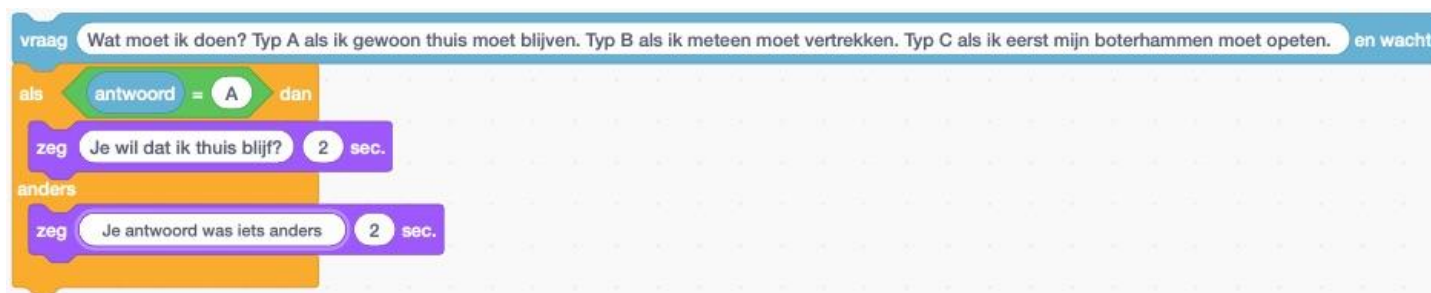 vraag Wat moet ik doen? Typ A als ik gewoon thuis moet blijven. Typ B als ik meteen moet vertrekken. Typ C als ik eerst mijn boterhammen moet opeten. en wacht
als antwoord = A dan
zeg Je wil dat ik thuis blijf? 2 sec.
anders
zeg Je antwoord was iets anders 2 sec.